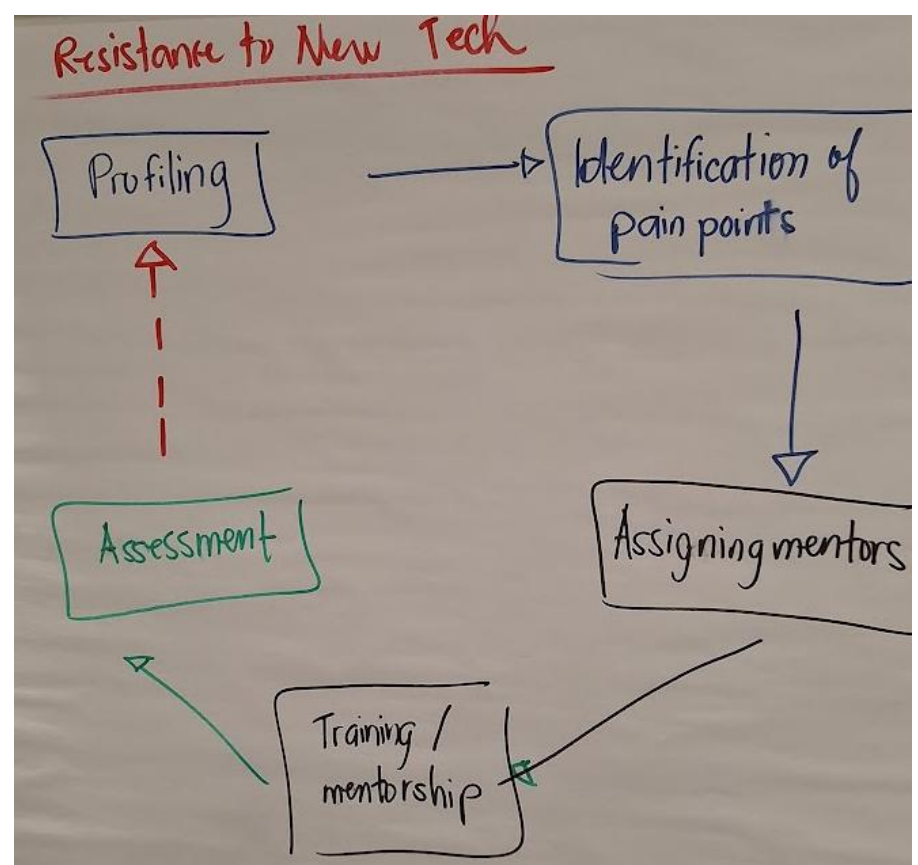 Resistance to New Tech
Profiling
Identification of
pain points
Assigning mentors
Training /
mentorship
Assessment